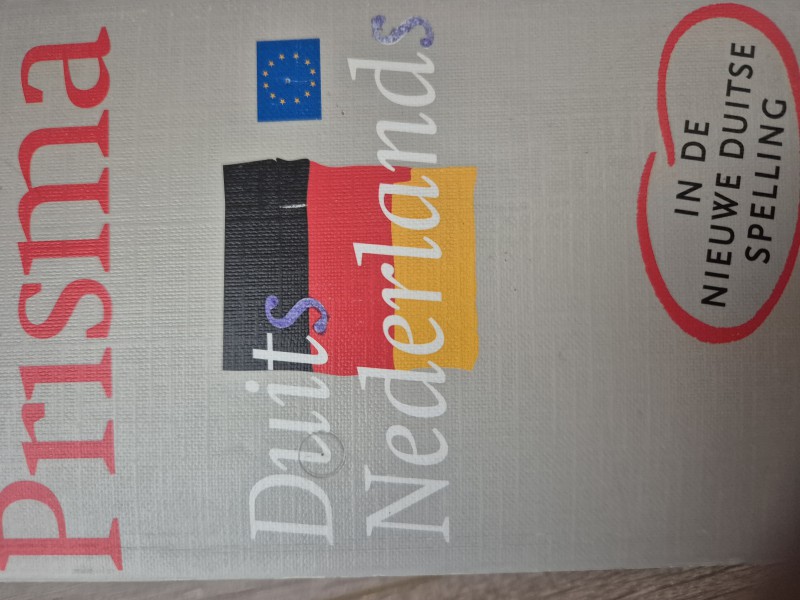 Prisma
Duits
Nederlands
IN DE
NIEUWE DUITSE
SPELLING